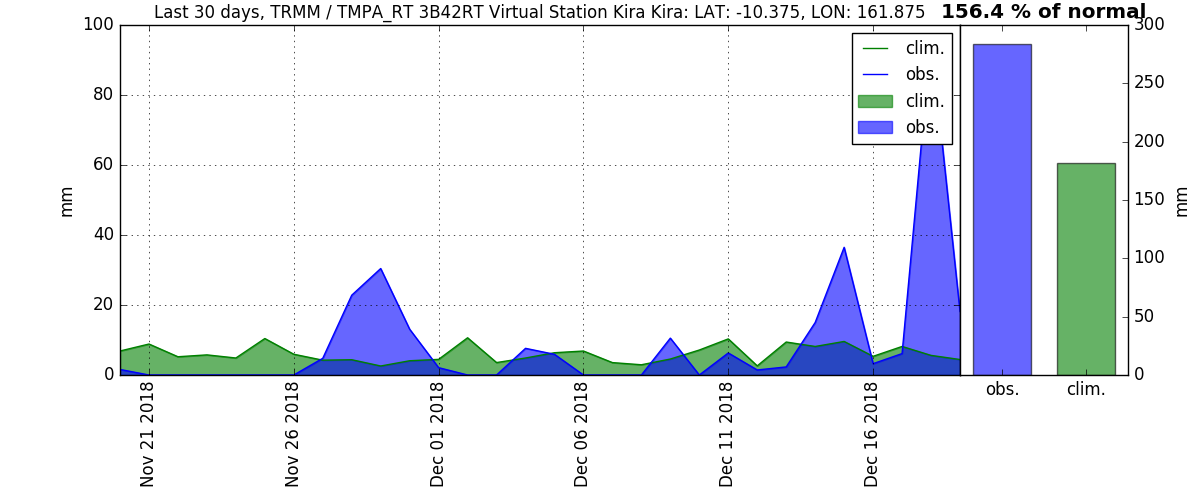 Last 30 days, TRMM / TMPA_RT 3B42RT Virtual Station Kira Kira: LAT: -10.375, LON: 161.875
156.4 % of normal
100
80
60
40
20
0
mm
clim.
obs.
clim.
obs.
300
250
200
150
100
50
0
mm
obs.
clim.
Nov 21 2018
Nov 26 2018
Dec 01 2018
Dec 06 2018
Dec 11 2018
Dec 16 2018